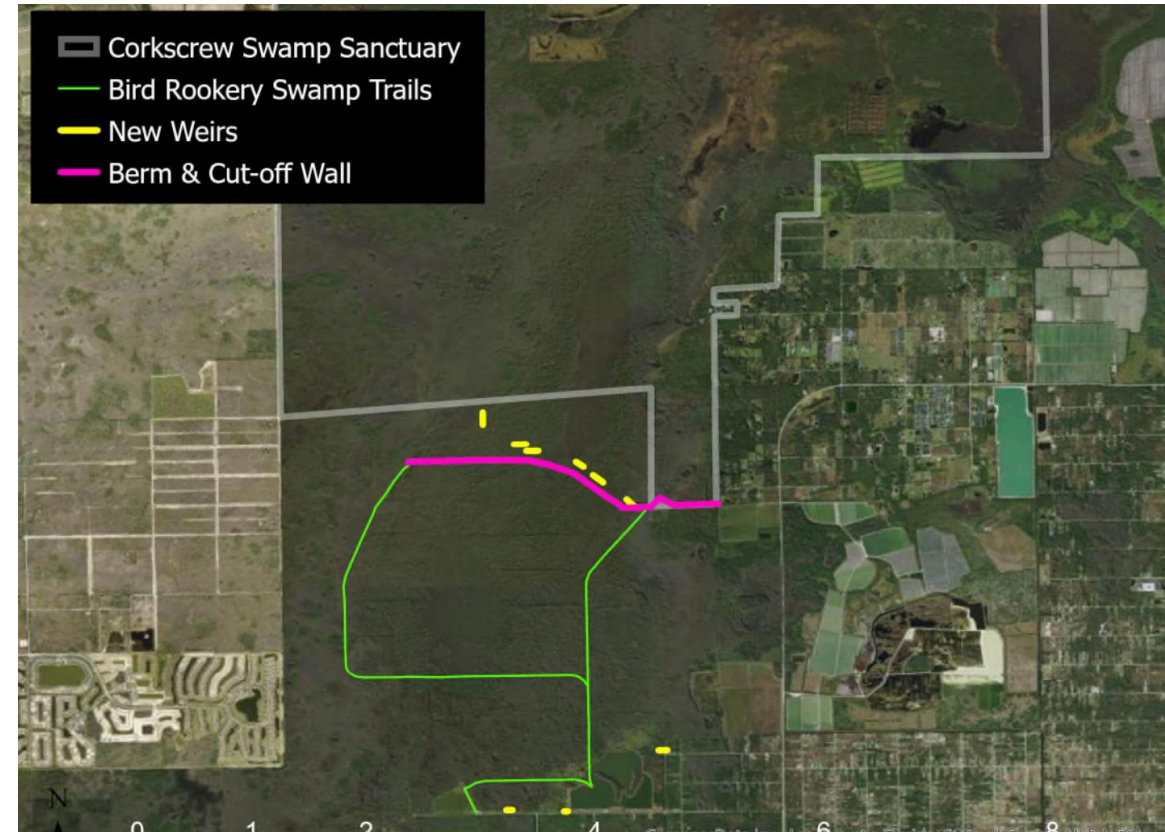 Corkscrew Swamp Sanctuary
Bird Rookery Swamp Trails
New Weirs
Berm & Cut-off Wall
N
0 1 2 4 6 8